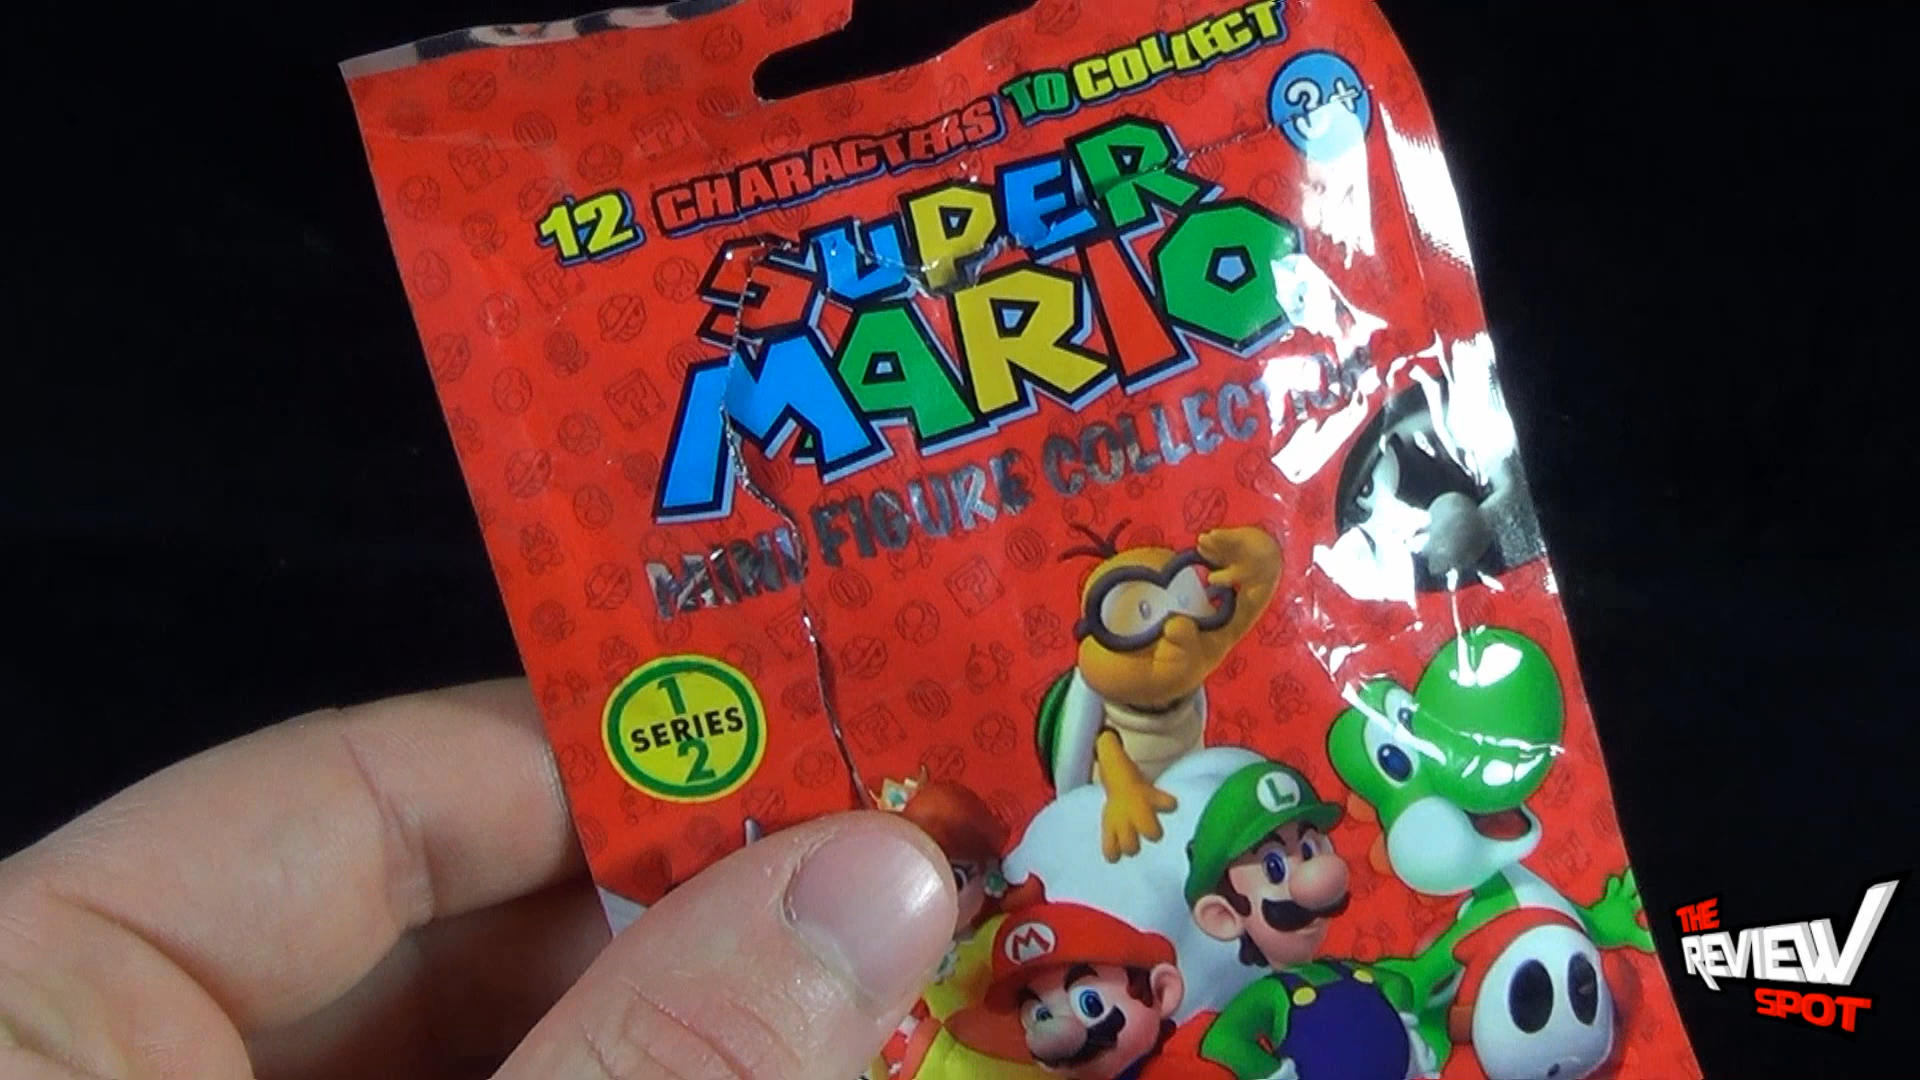 12 CHARACTERS TO COLLECT
3+
SUPER
MARIO
MINI FIGURE COLLECTION
1
SERIES
2
L
M
THE
REVIEW
SPOT